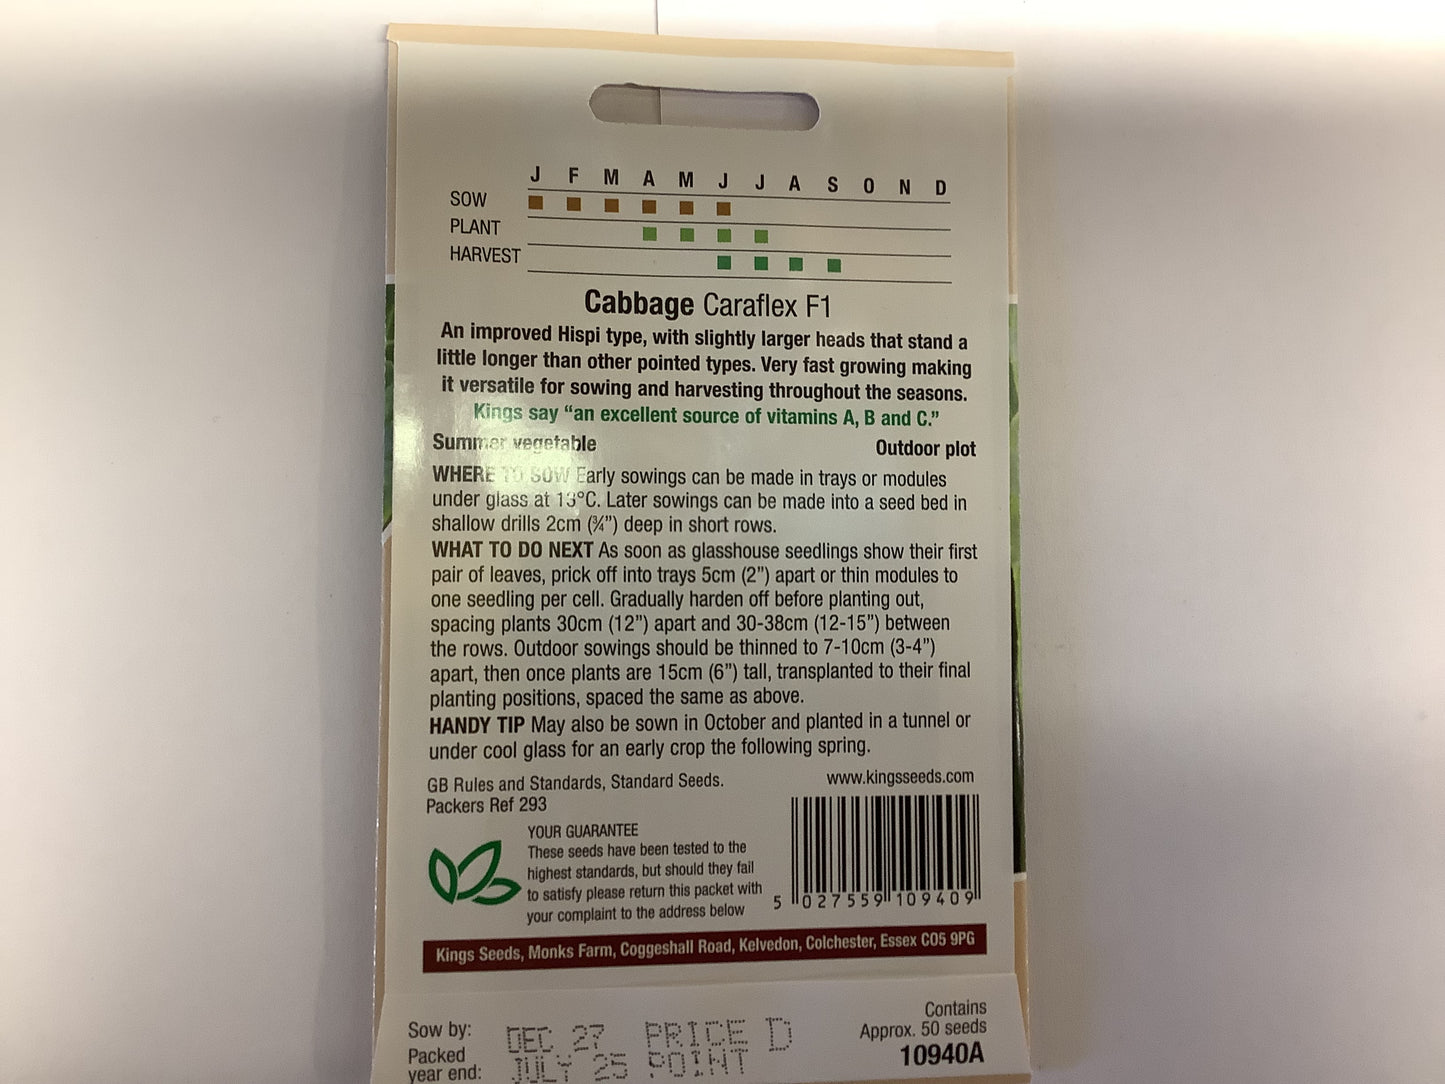 J F M A M J J A S O N D
SOW
PLANT
HARVEST
Cabbage Caraflex F1
An improved Hispi type, with slightly larger heads that stand a
little longer than other pointed types. Very fast growing making
it versatile for sowing and harvesting throughout the seasons.
Kings say “an excellent source of vitamins A, B and C.”
Summer vegetable Outdoor plot
WHERE TO SOW Early sowings can be made in trays or modules
under glass at 13°C. Later sowings can be made into a seed bed in
shallow drills 2cm (¾”) deep in short rows.
WHAT TO DO NEXT As soon as glasshouse seedlings show their first
pair of leaves, prick off into trays 5cm (2”) apart or thin modules to
one seedling per cell. Gradually harden off before planting out,
spacing plants 30cm (12”) apart and 30-38cm (12-15”) between
the rows. Outdoor sowings should be thinned to 7-10cm (3-4”)
apart, then once plants are 15cm (6”) tall, transplanted to their final
planting positions, spaced the same as above.
HANDY TIP May also be sown in October and planted in a tunnel or
under cool glass for an early crop the following spring.
GB Rules and Standards, Standard Seeds.
Packers Ref 293
www.kingsseeds.com
YOUR GUARANTEE
These seeds have been tested to the
highest standards, but should they fail
to satisfy please return this packet with
your complaint to the address below
5 027559 109409
Kings Seeds, Monks Farm, Coggeshall Road, Kelvedon, Colchester, Essex CO5 9PG
Sow by: DEC 27 PRICE D
Packed
year end: JULY 25 POINT
Contains
Approx. 50 seeds
10940A